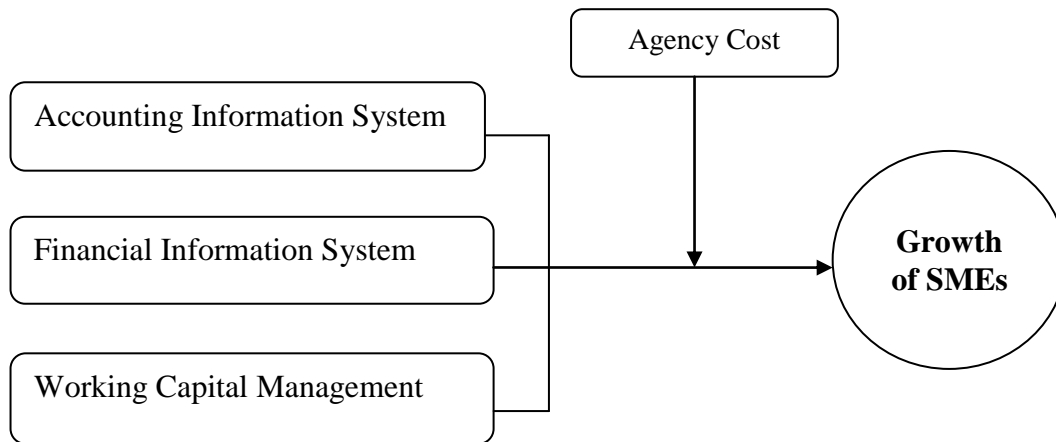 Agency Cost
Accounting Information System
Financial Information System
Growth
of SMEs
Working Capital Management